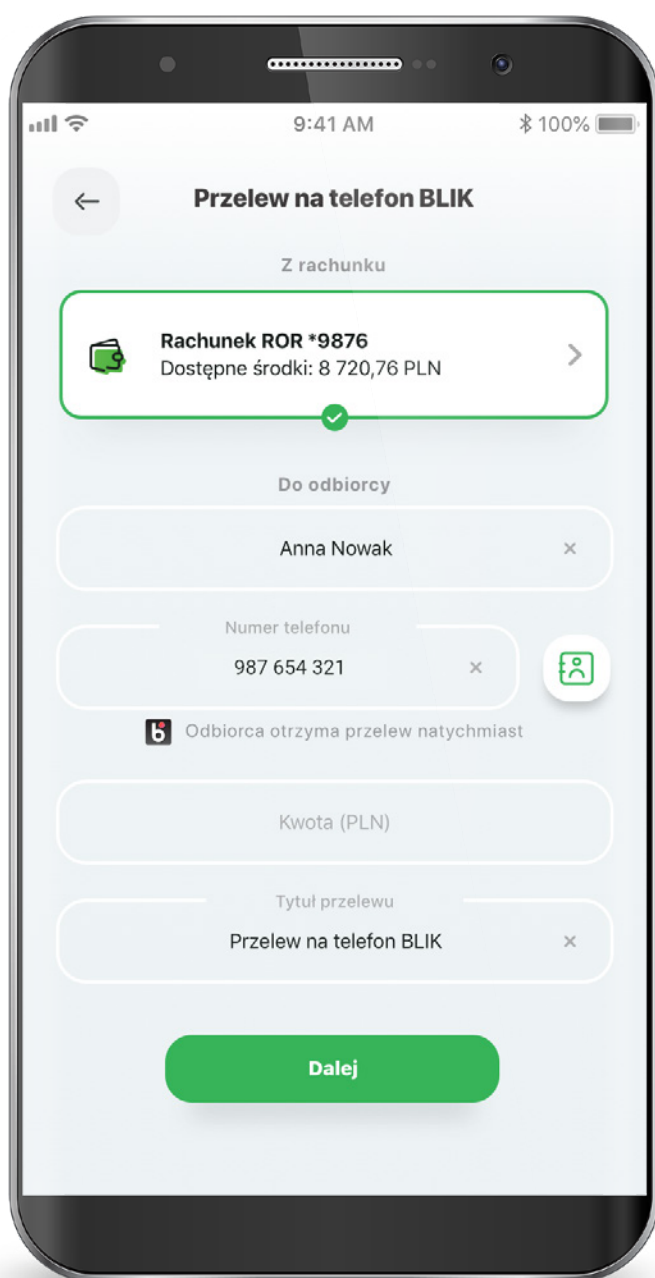 9:41 AM
100%
Przelew na telefon BLIK
Z rachunku
Rachunek ROR *9876
Dostępne środki: 8 720,76 PLN
Do odbiorcy
Anna Nowak
Numer telefonu
987 654 321
Odbiorca otrzyma przelew natychmiast
Kwota (PLN)
Tytuł przelewu
Przelew na telefon BLIK
Dalej